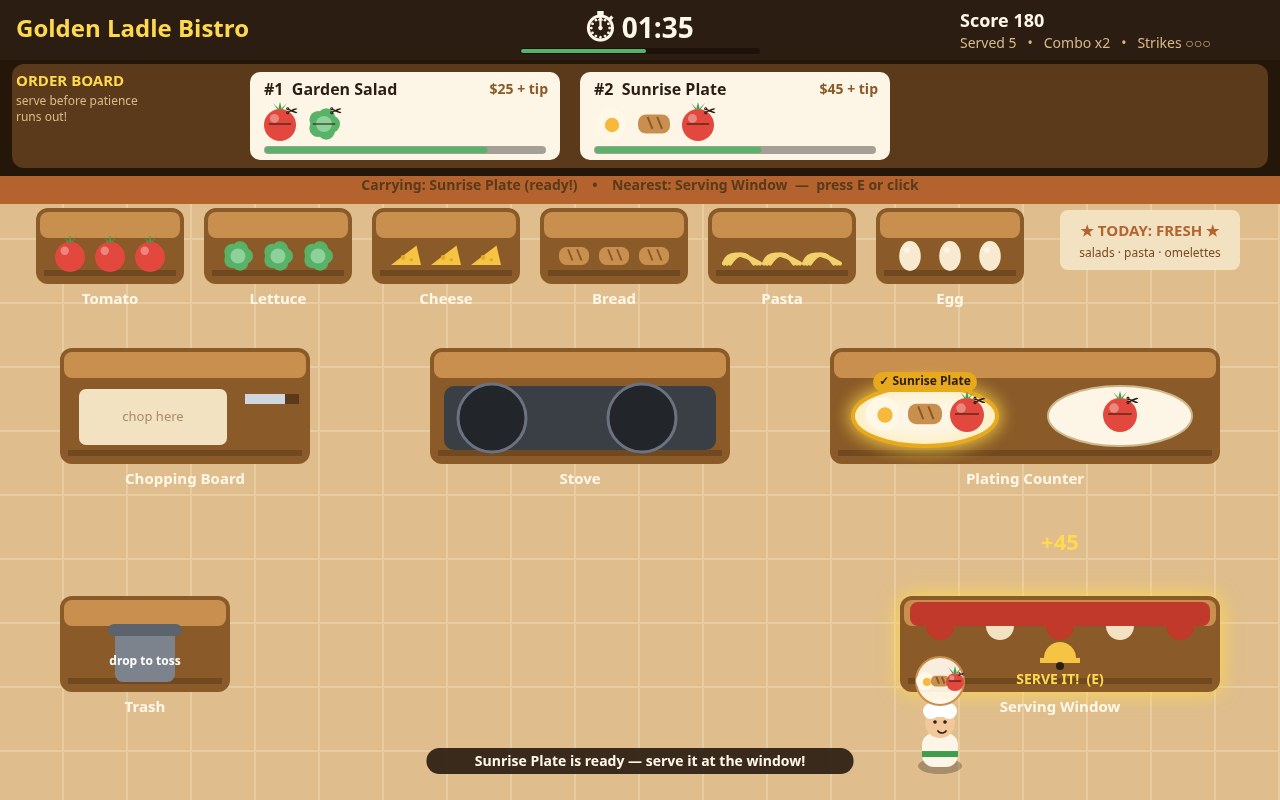 Golden Ladle Bistro
01:35
Score 180
Served 5 • Combo x2 • Strikes ○○○
ORDER BOARD
serve before patience
runs out!
#1 Garden Salad
$25 + tip
#2 Sunrise Plate
$45 + tip
Carrying: Sunrise Plate (ready!) • Nearest: Serving Window — press E or click
★ TODAY: FRESH ★
salads · pasta · omelettes
Tomato
Lettuce
Cheese
Bread
Pasta
Egg
✓ Sunrise Plate
chop here
Chopping Board
Stove
Plating Counter
+45
drop to toss
Trash
SERVE IT! (E)
Serving Window
Sunrise Plate is ready — serve it at the window!